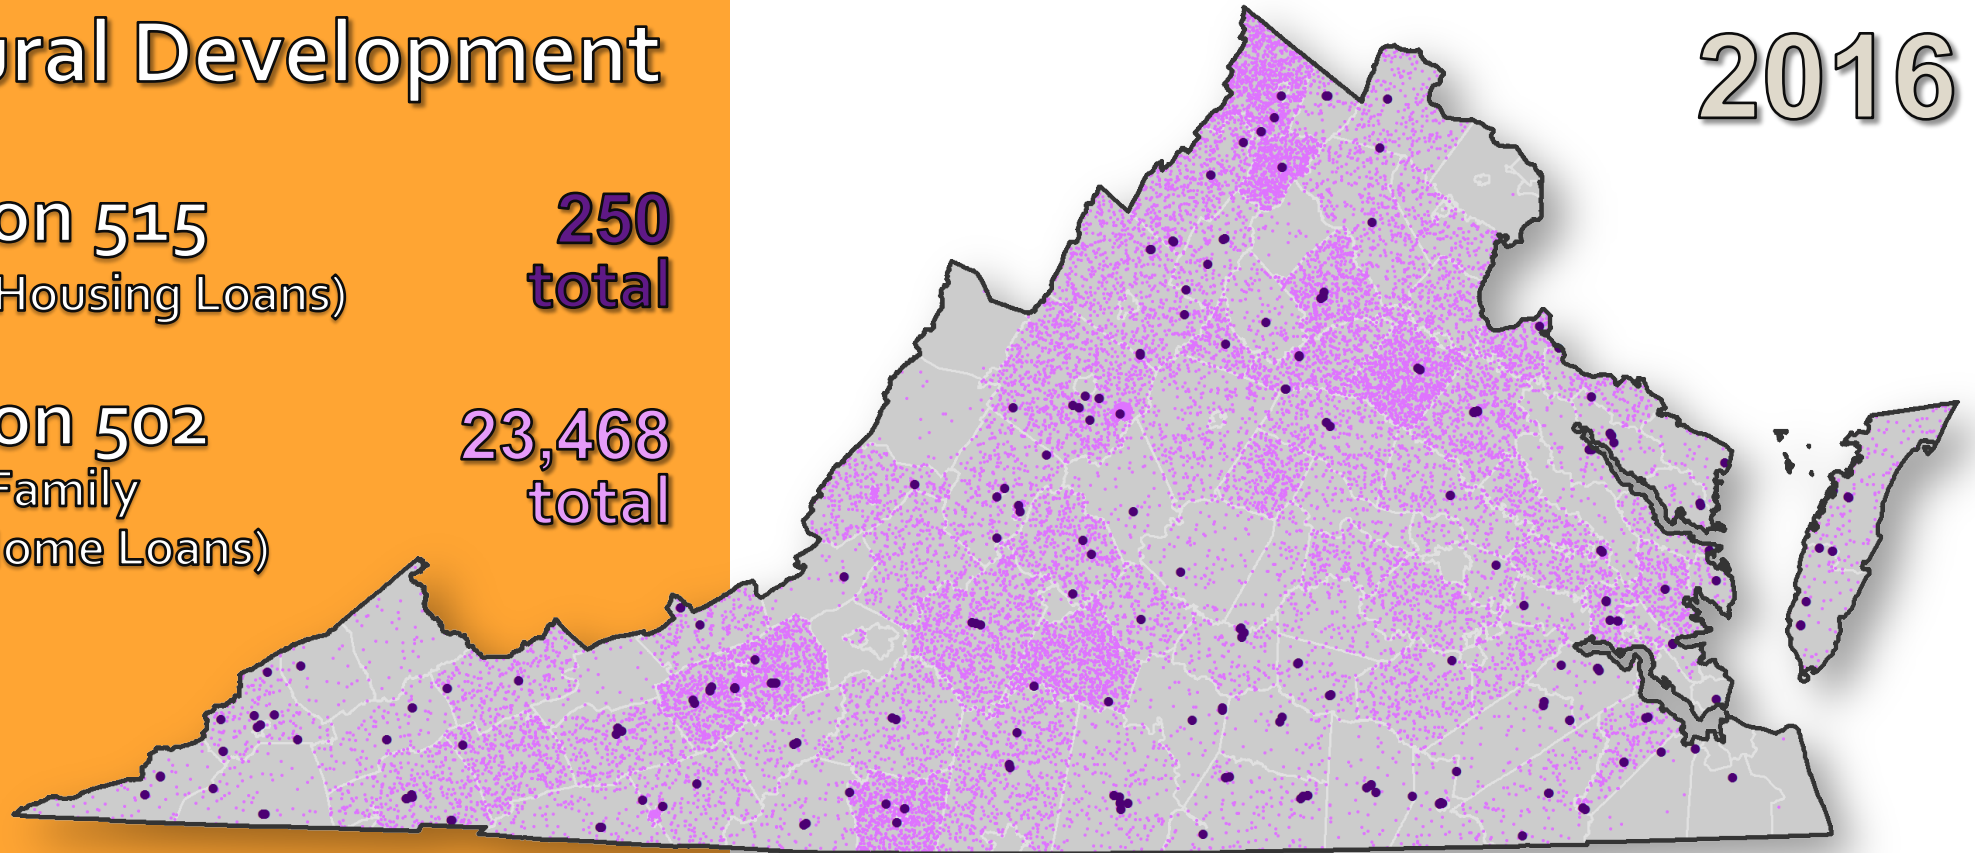 ural Development
2016
on 515
Housing Loans)
250
total
on 502
Family
ome Loans)
23,468
total